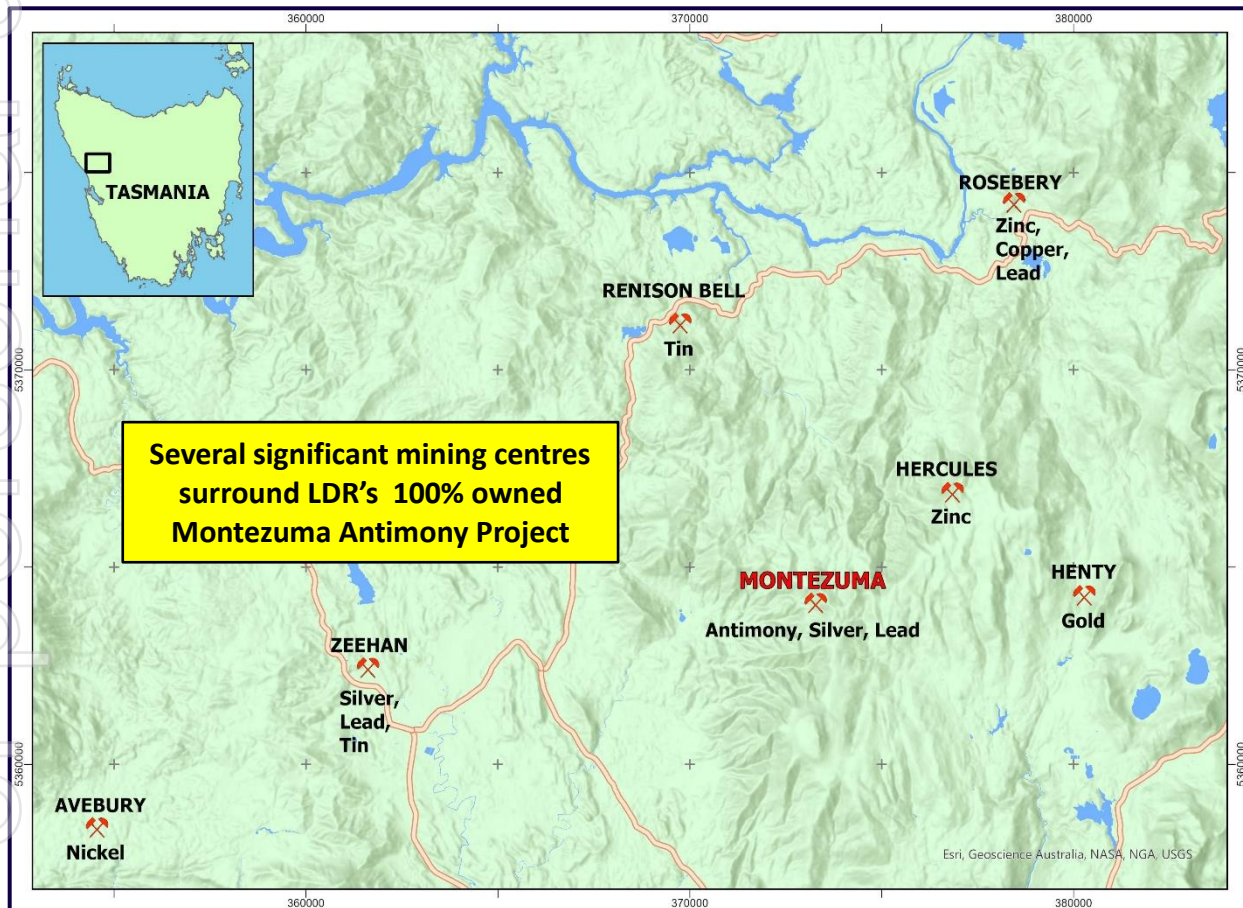 360000
370000
380000
TASMANIA
ROSEBERY
Zinc,
Copper,
Lead
RENISON BELL
Tin
5370000
5370000
Several significant mining centres
surround LDR’s 100% owned
Montezuma Antimony Project
HERCULES
Zinc
MONTEZUMA
Antimony, Silver, Lead
HENTY
Gold
ZEEHAN
Silver,
Lead,
Tin
5360000
5360000
AVEBURY
Nickel
Esri, Geoscience Australia, NASA, NGA, USGS
360000
370000
380000